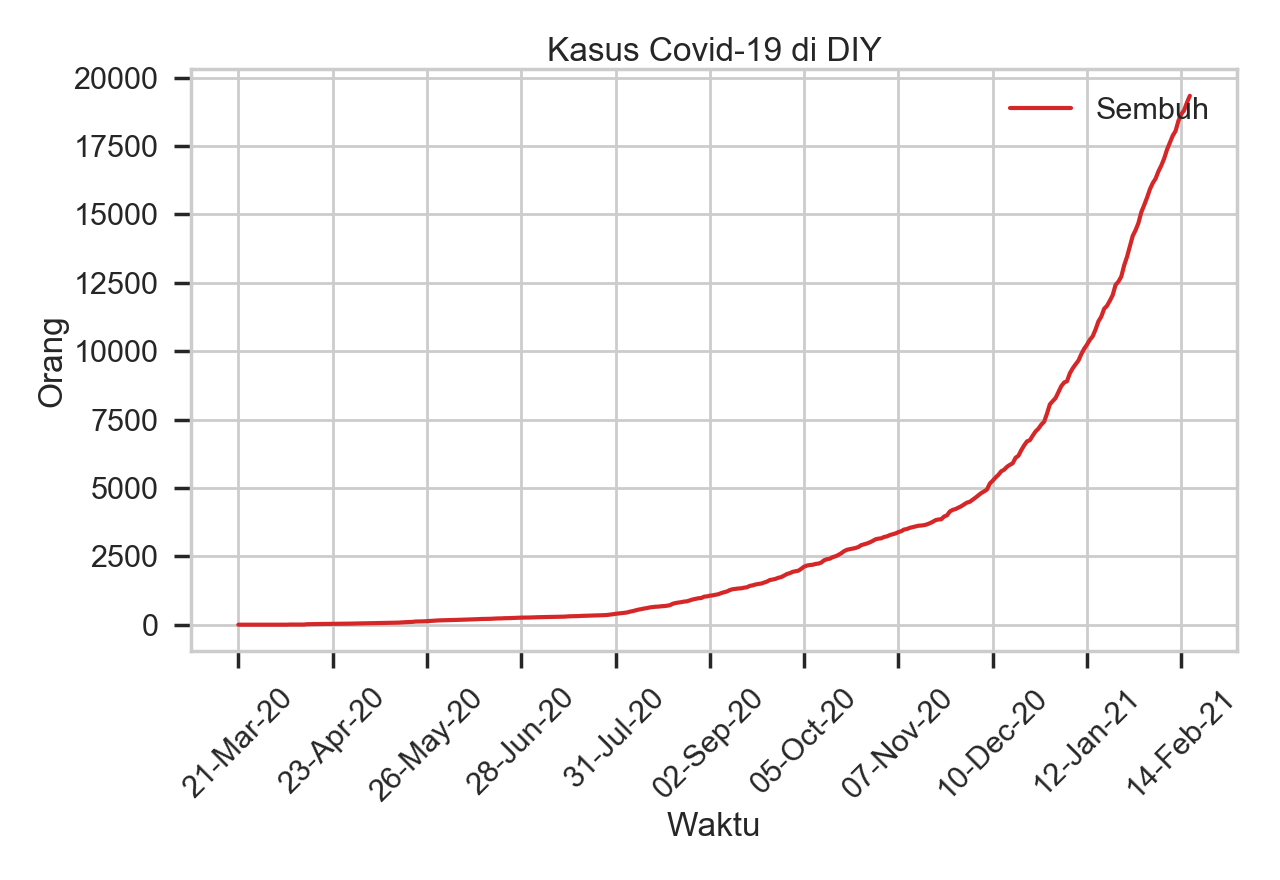 Kasus Covid-19 di DIY
Sembuh
20000
17500
15000
12500
10000
7500
5000
2500
0
Orang
21-Mar-20
23-Apr-20
26-May-20
28-Jun-20
31-Jul-20
02-Sep-20
05-Oct-20
07-Nov-20
10-Dec-20
12-Jan-21
14-Feb-21
Waktu